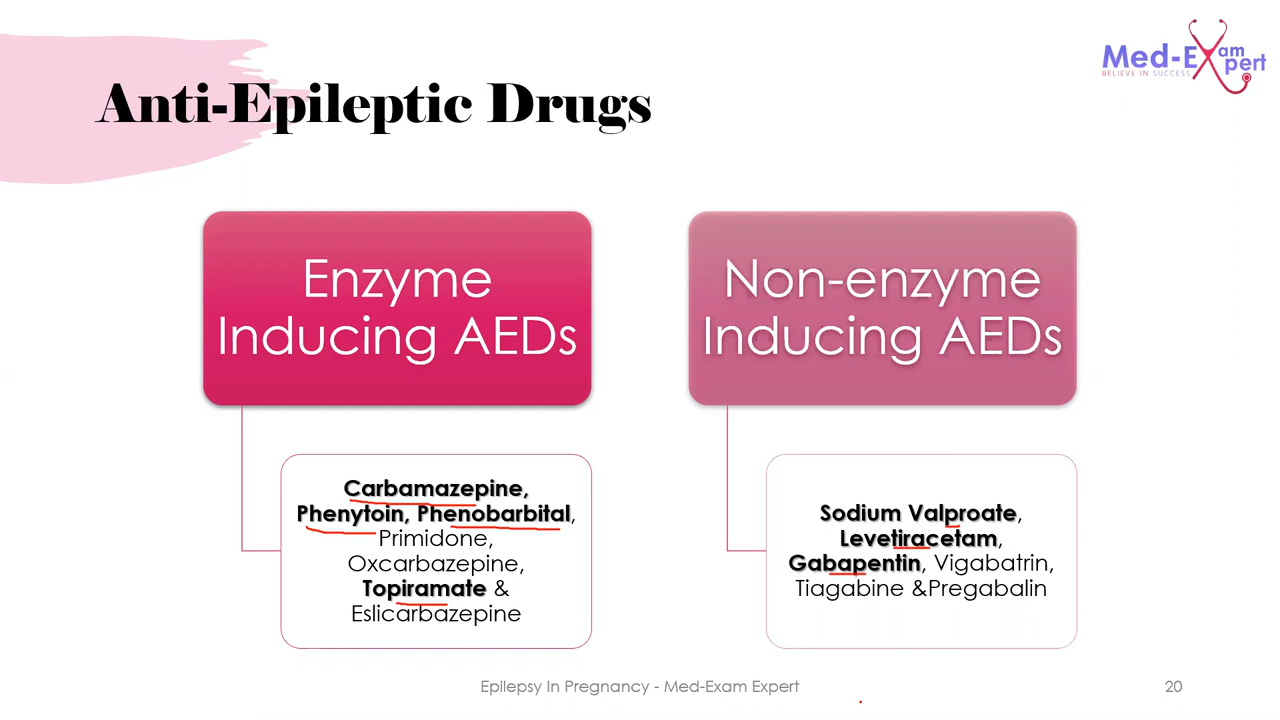 Med-Exam
Expert
BELIEVE IN SUCCESS
Anti-Epileptic Drugs
Enzyme
Inducing AEDs
Non-enzyme
Inducing AEDs
Carbamazepine,
Phenytoin, Phenobarbital,
Primidone,
Oxcarbazepine,
Topiramate &
Eslicarbazepine
Sodium Valproate,
Levetiracetam,
Gabapentin, Vigabatrin,
Tiagabine &Pregabalin
Epilepsy In Pregnancy - Med-Exam Expert
20